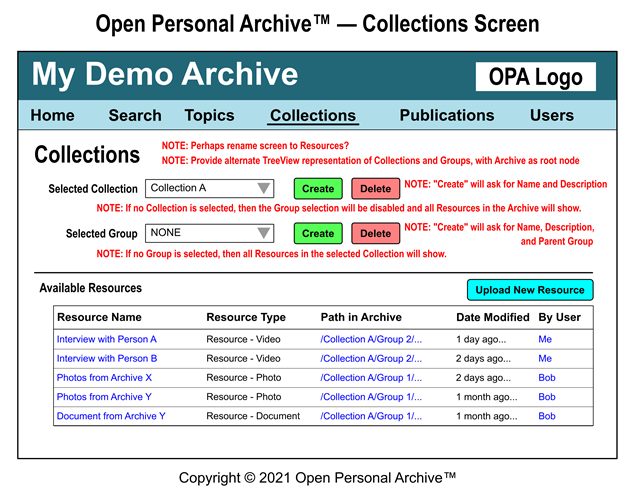 Open Personal Archive™ — Collections Screen
My Demo Archive
OPA Logo
Home Search Topics Collections Publications Users
Collections
NOTE: Perhaps rename screen to Resources?
NOTE: Provide alternate TreeView representation of Collections and Groups, with Archive as root node
Selected Collection Collection A Create Delete NOTE: "Create" will ask for Name and Description
NOTE: If no Collection is selected, then the Group selection will be disabled and all Resources in the Archive will show.
Selected Group NONE Create Delete NOTE: "Create" will ask for Name, Description,
and Parent Group
NOTE: If no Group is selected, then all Resources in the selected Collection will show.
Available Resources Upload New Resource
Resource Name Resource Type Path in Archive Date Modified By User
Interview with Person A Resource - Video /Collection A/Group 2/... 1 day ago... Me
Interview with Person B Resource - Video /Collection A/Group 2/... 2 days ago... Me
Photos from Archive X Resource - Photo /Collection A/Group 1/... 2 days ago... Bob
Photos from Archive Y Resource - Photo /Collection A/Group 1/... 1 month ago... Bob
Document from Archive Y Resource - Document /Collection A/Group 1/... 1 month ago... Bob
Copyright © 2021 Open Personal Archive™